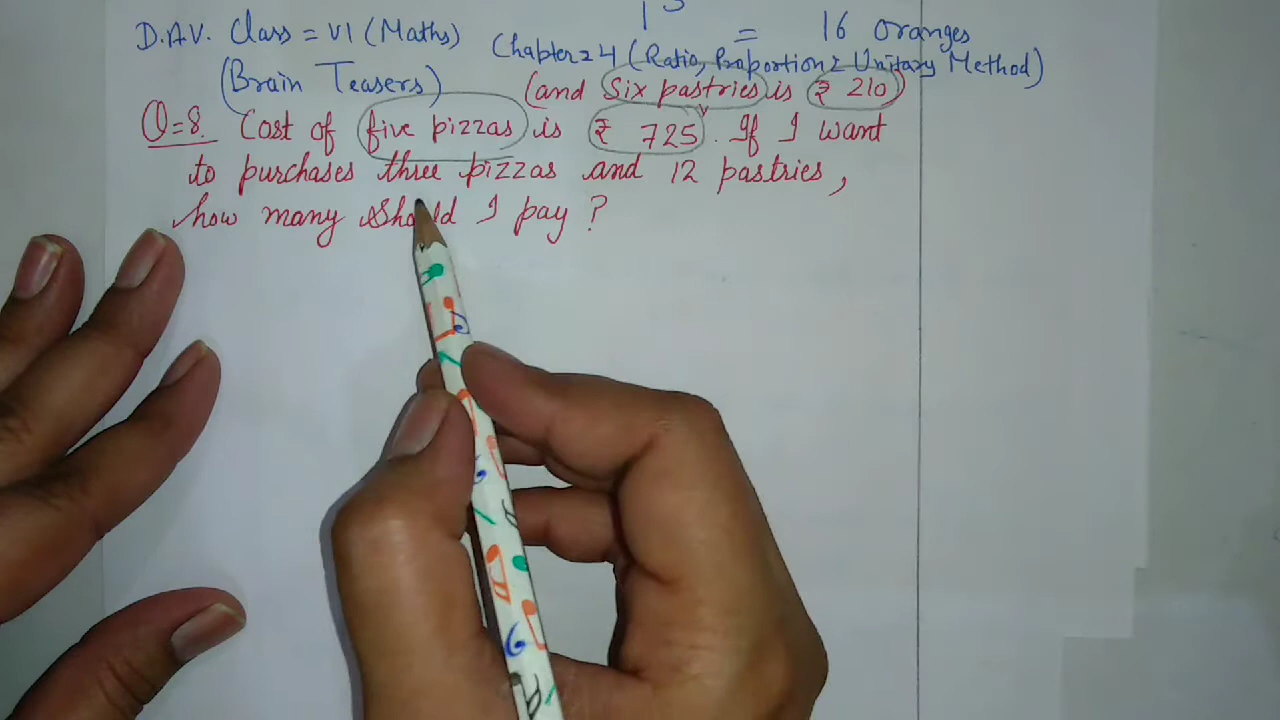 D.A.V. Class = VI (Maths)
= 16 oranges
Chapter = 4 (Ratio, Proportion & Unitary Method)
(Brain Teasers)
(and Six pastries is ₹ 210)
Q=8. Cost of five pizzas is ₹ 725. If I want
to purchases three pizzas and 12 pastries,
how many should I pay ?